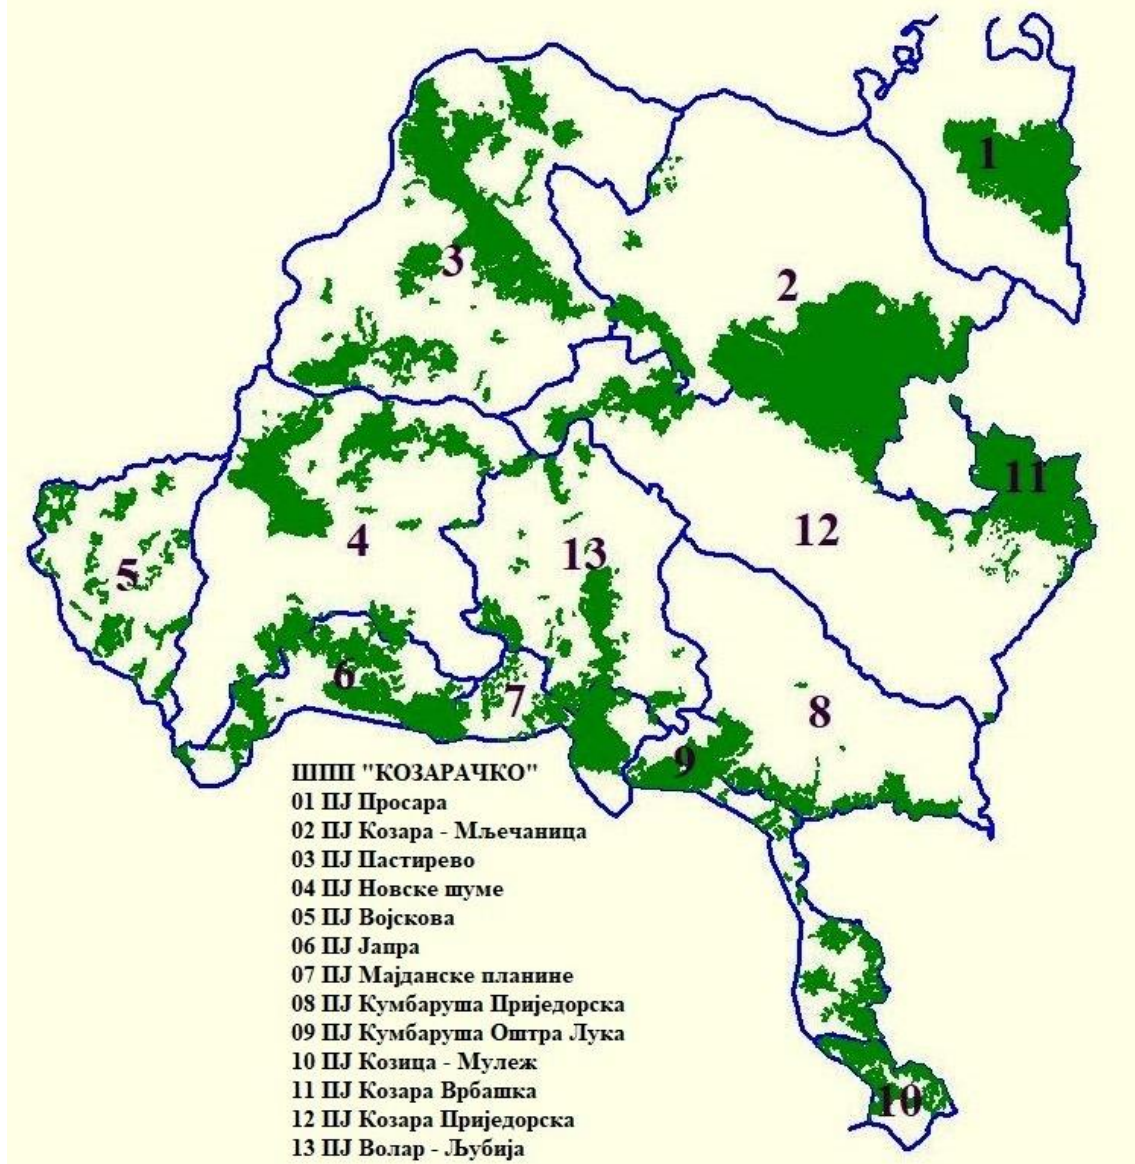 1
2
3
11
12
4
13
5
6
7
8
9
ШПП "КОЗАРАЧКО"
01 ПЈ Просара
02 ПЈ Козара - Мљечаница
03 ПЈ Пастирево
04 ПЈ Новске шуме
05 ПЈ Војскова
06 ПЈ Јапра
07 ПЈ Мајданске планине
08 ПЈ Кумбаруша Приједорска
09 ПЈ Кумбаруша Оштра Лука
10 ПЈ Козица - Мулеж
11 ПЈ Козара Врбашка
12 ПЈ Козара Приједорска
13 ПЈ Волар - Љубија
10